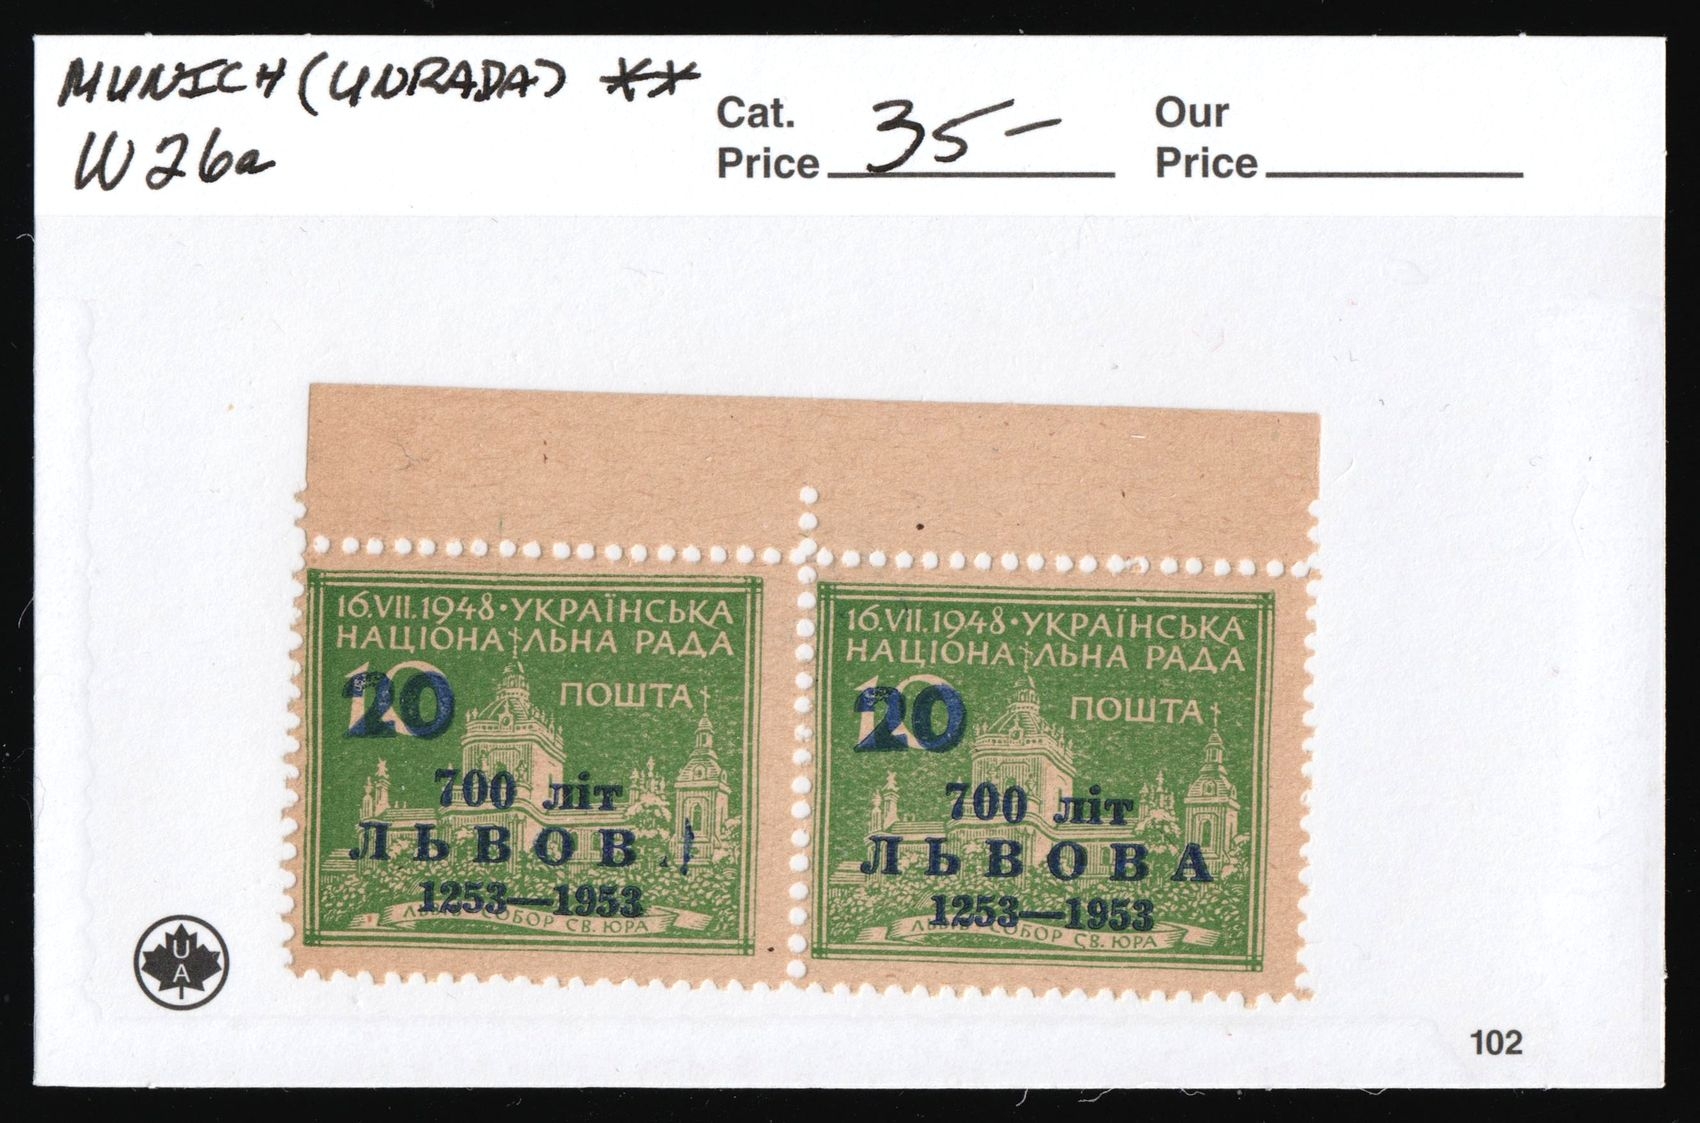 MUNICH (UNRADA) **
W26a
Cat.
Price 35-
Our
Price
16.VII.1948·УКРАЇНСЬКА
НАЦІОНАЛЬНА РАДА
20
ПОШТА
700 літ
ЛЬВОВ
1253—1953
СОБОР СВ. ЮРА
16.VII.1948·УКРАЇНСЬКА
НАЦІОНАЛЬНА РАДА
20
ПОШТА
700 літ
ЛЬВОВА
1253—1953
СОБОР СВ. ЮРА
U
A
102